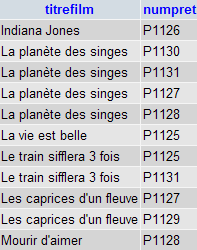 titrefilm numpret
Indiana Jones P1126
La planète des singes P1130
La planète des singes P1131
La planète des singes P1127
La planète des singes P1128
La vie est belle P1125
Le train sifflera 3 fois P1125
Le train sifflera 3 fois P1131
Les caprices d'un fleuve P1127
Les caprices d'un fleuve P1129
Mourir d'aimer P1128